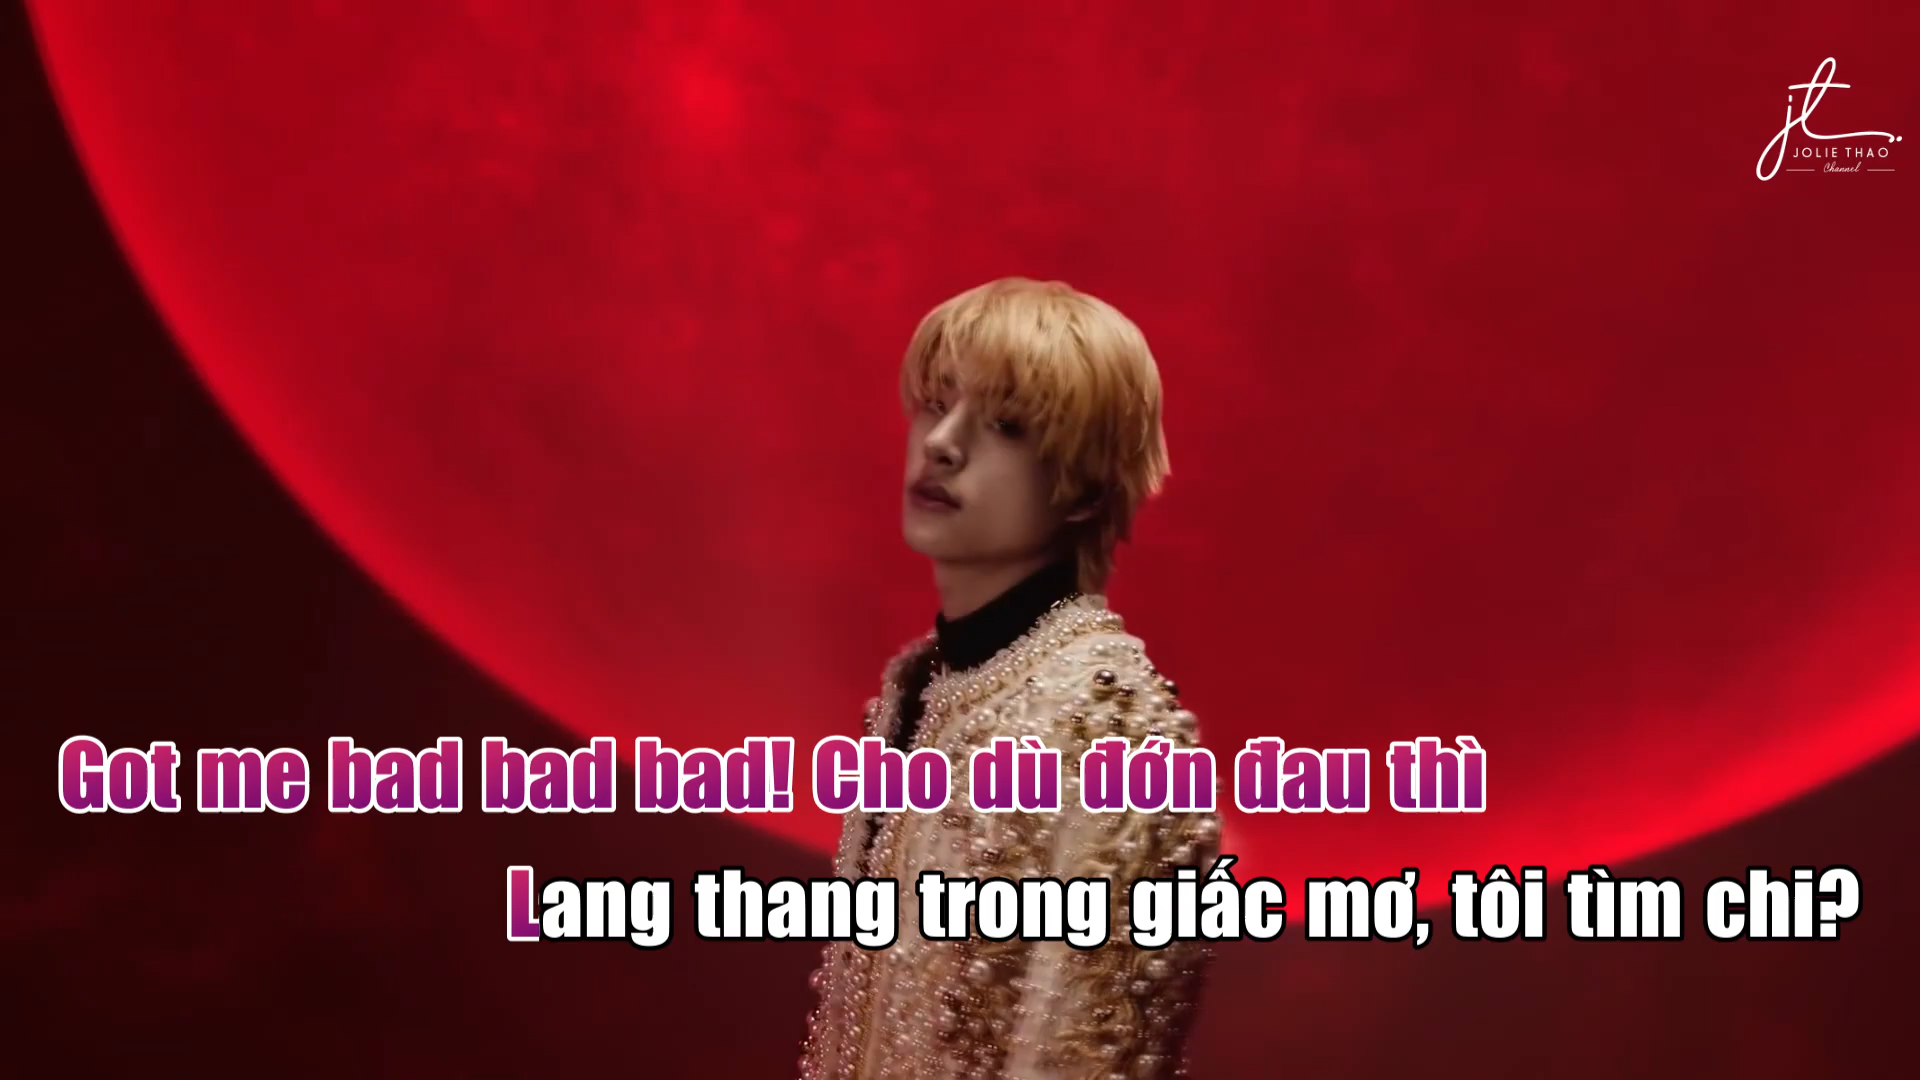 jt.
JOLIE THAO
Channel
Got me bad bad bad! Cho dù đớn đau thì
Lang thang trong giấc mơ, tôi tìm chi?